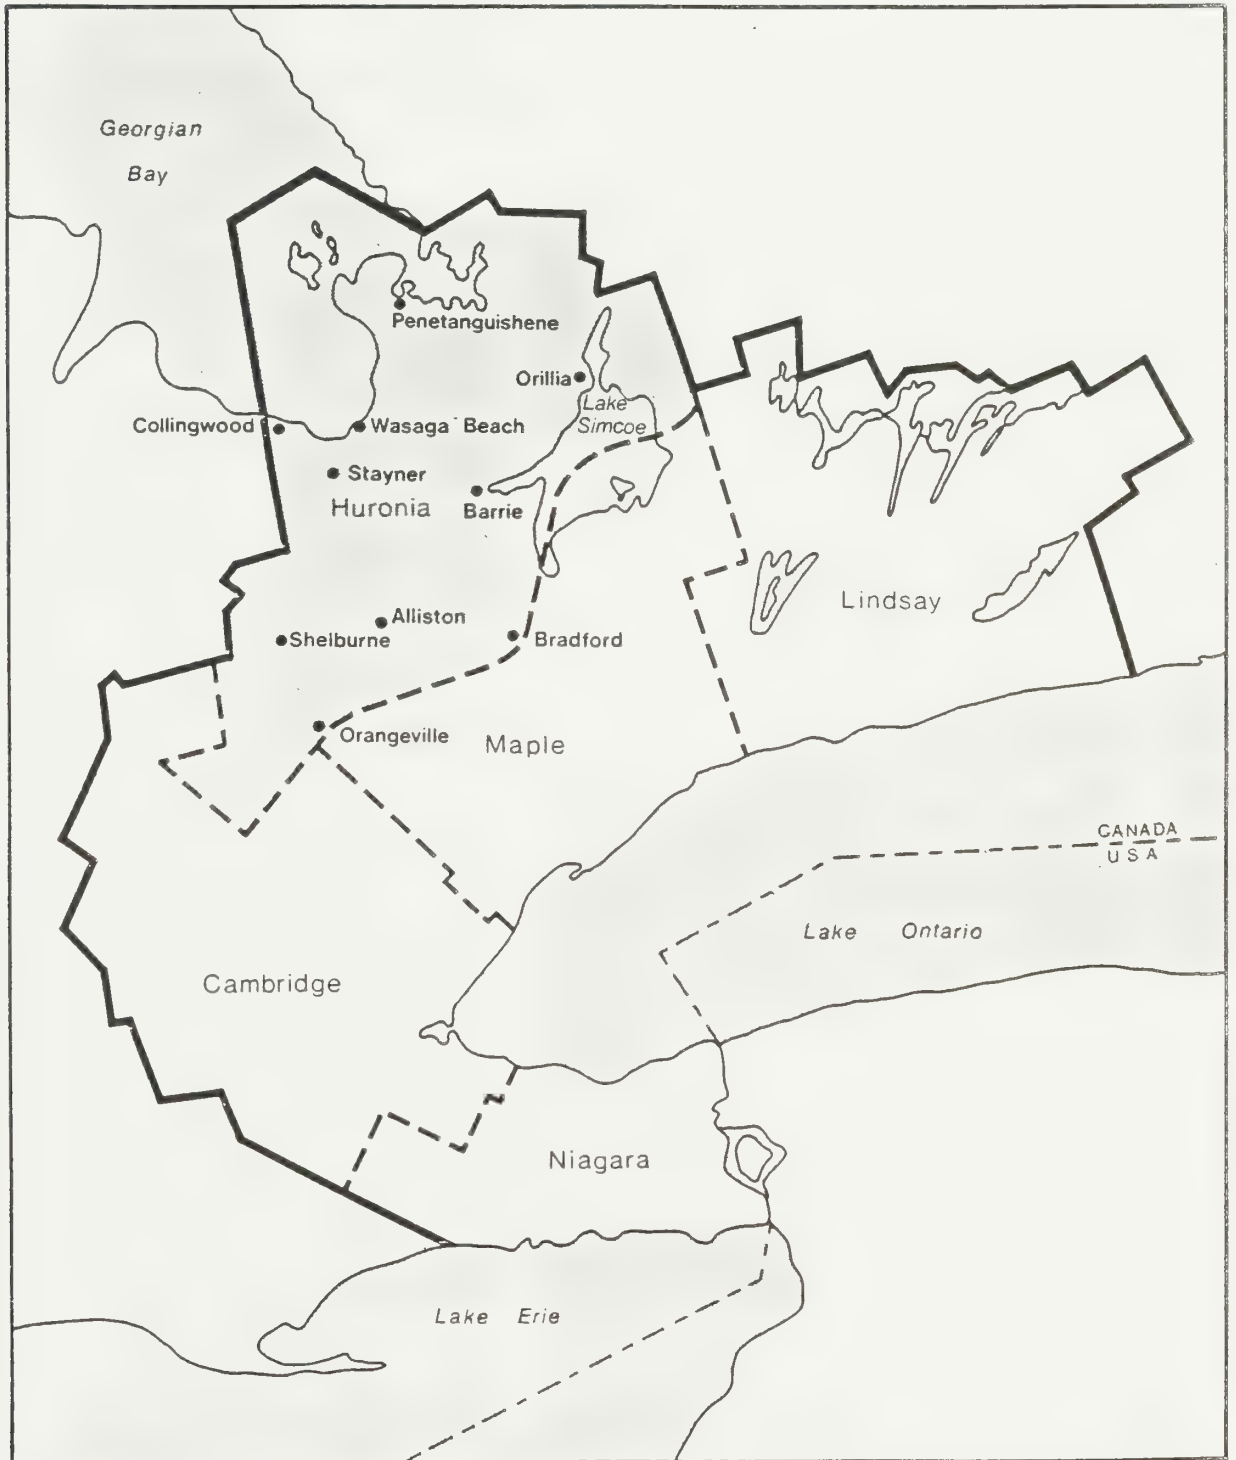 Georgian
Bay
Penetanguishene
Orillia
Lake
Simcoe
Collingwood
Wasaga Beach
Stayner
Huronia
Barrie
Lindsay
Alliston
Shelburne
Bradford
Orangeville
Maple
CANADA
USA
Lake Ontario
Cambridge
Niagara
Lake Erie